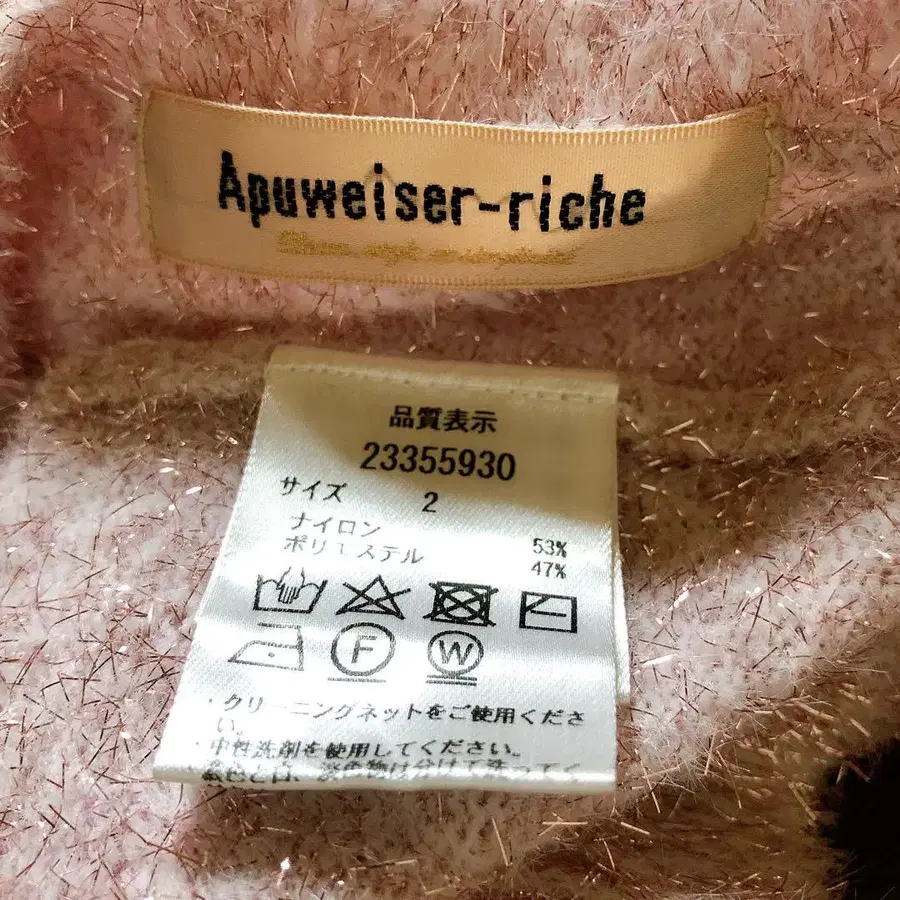 Apuweiser-riche
品質表示
23355930
サイズ 2
ナイロン 53%
ポリエステル 47%
F W
・クリーニングネットをご使用くださ
い。
・中性洗剤を使用してください。